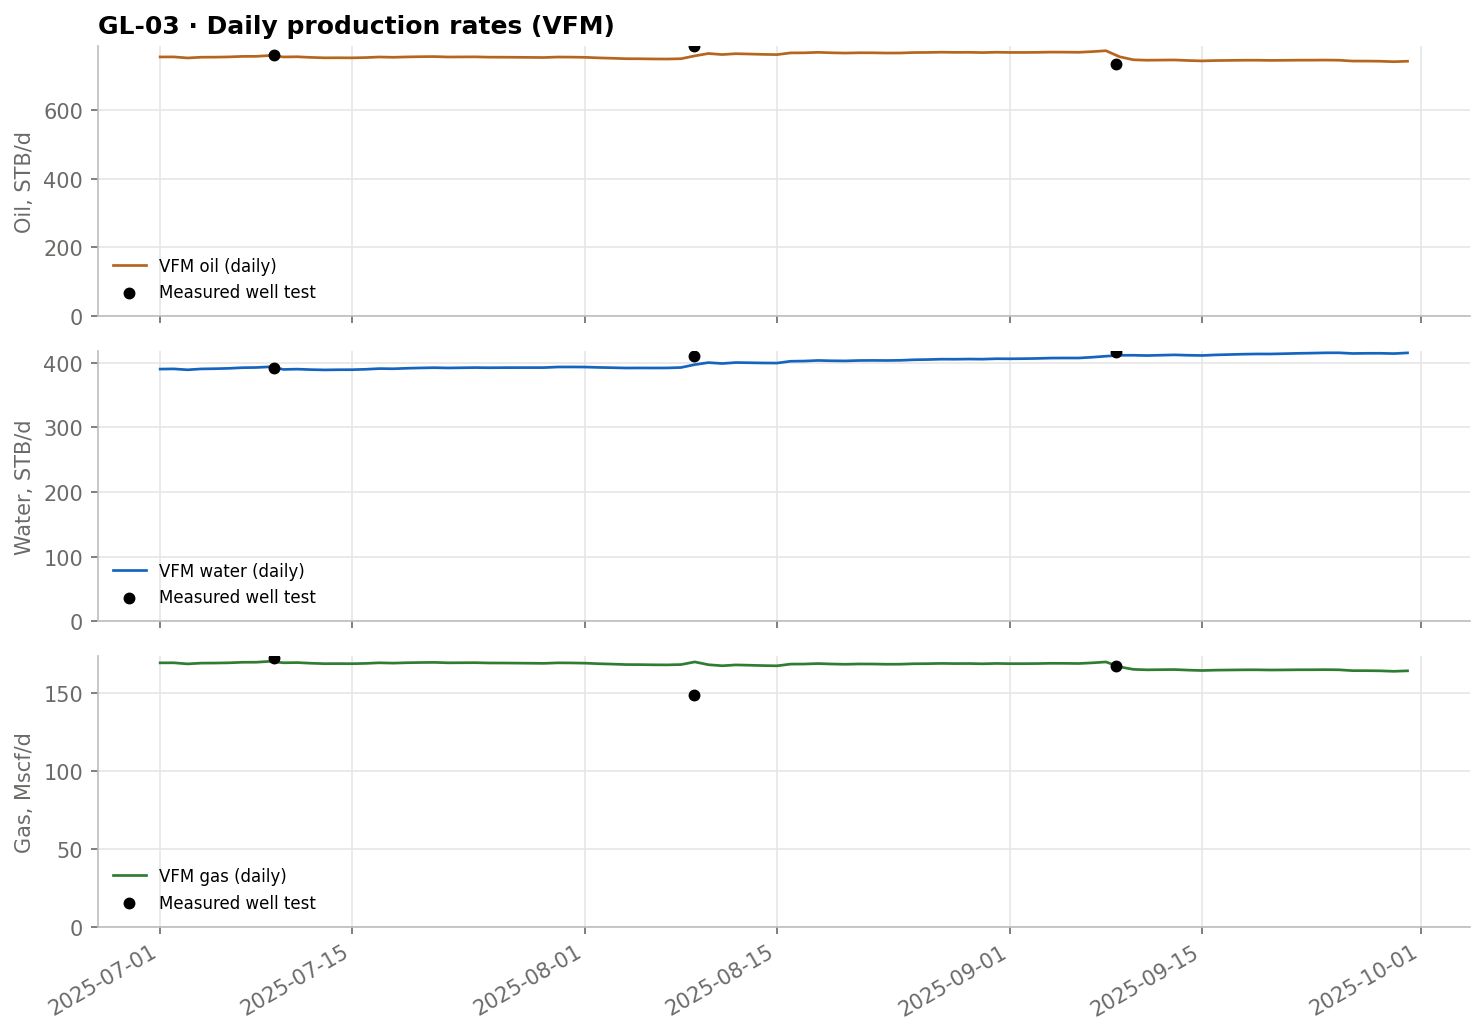 GL-03 · Daily production rates (VFM)
Oil, STB/d
600
400
200
0
VFM oil (daily)
Measured well test
Water, STB/d
400
300
200
100
0
VFM water (daily)
Measured well test
Gas, Mscf/d
150
100
50
0
VFM gas (daily)
Measured well test
2025-07-01
2025-07-15
2025-08-01
2025-08-15
2025-09-01
2025-09-15
2025-10-01